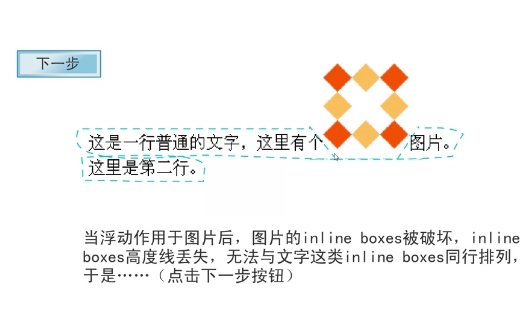 下一步
这是一行普通的文字，这里有个 图片。
这里是第二行。
当浮动作用于图片后，图片的inline boxes被破坏，inline
boxes高度线丢失，无法与文字这类inline boxes同行排列，
于是……（点击下一步按钮）